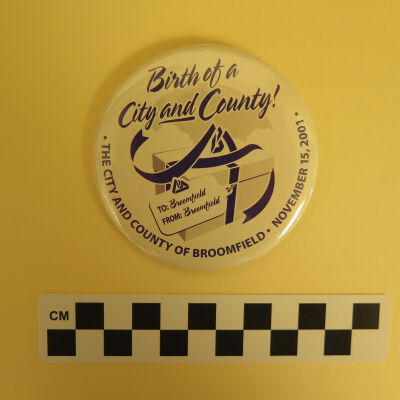 Birth of a
City and County!
TO: Broomfield
FROM: Broomfield
• THE CITY AND COUNTY OF BROOMFIELD • NOVEMBER 15, 2001 •
CM